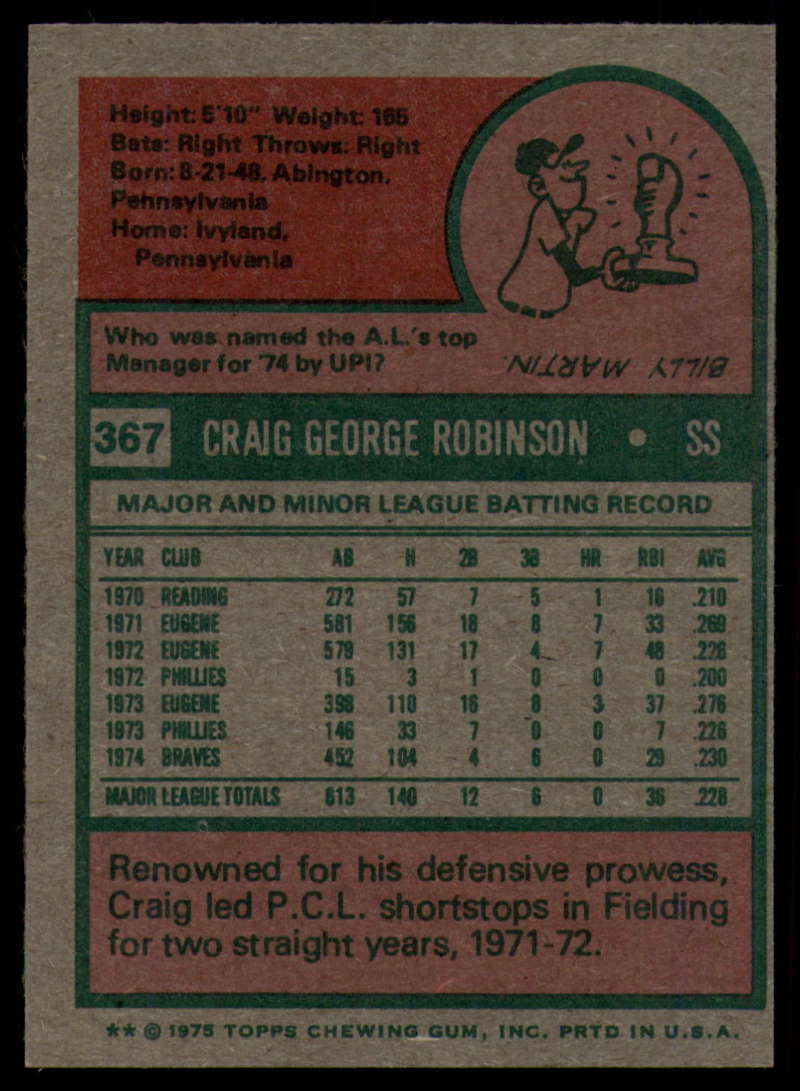 Height: 5'10" Weight: 165
Bats: Right Throws: Right
Born: 8-21-48, Abington,
Pennsylvania
Home: Ivyland,
Pennsylvania
Who was named the A.L.'s top
Manager for '74 by UPI?
BILLY MARTIN.
367 CRAIG GEORGE ROBINSON • SS
MAJOR AND MINOR LEAGUE BATTING RECORD
YEAR CLUB AB H 2B 3B HR RBI AVG
1970 READING 272 57 7 5 1 16 .210
1971 EUGENE 581 156 18 8 7 33 .269
1972 EUGENE 579 131 17 4 7 48 .226
1972 PHILLIES 15 3 1 0 0 0 .200
1973 EUGENE 398 110 16 8 3 37 .276
1973 PHILLIES 146 33 7 0 0 7 .226
1974 BRAVES 452 104 4 6 0 29 .230
MAJOR LEAGUE TOTALS 613 140 12 6 0 36 .228
Renowned for his defensive prowess,
Craig led P.C.L. shortstops in Fielding
for two straight years, 1971-72.
** © 1975 TOPPS CHEWING GUM, INC. PRTD IN U.S.A.